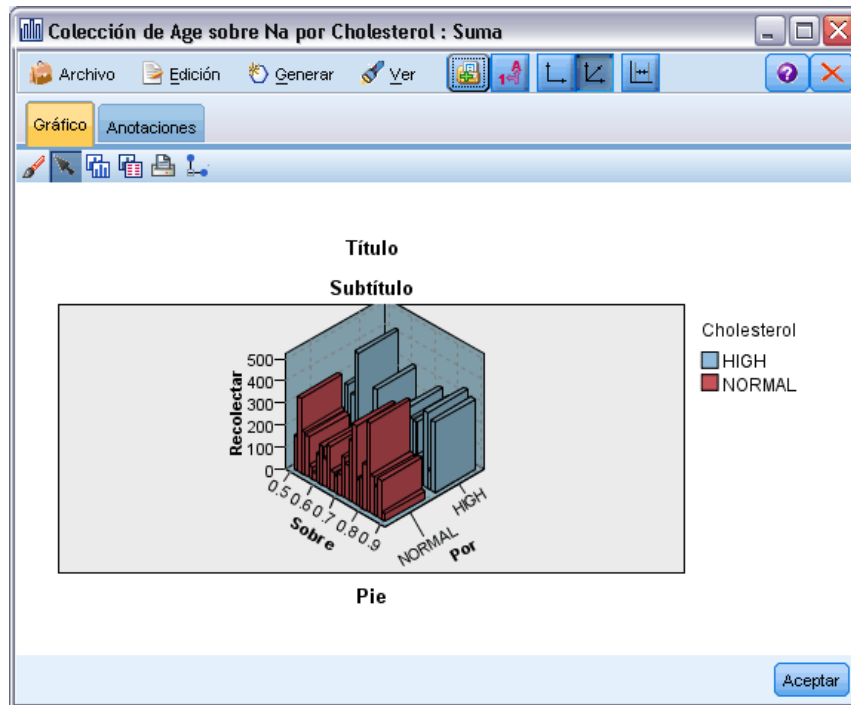 Colección de Age sobre Na por Cholesterol : Suma
Archivo Edición Generar Ver
Gráfico Anotaciones
Título
Subtítulo
Cholesterol
HIGH
NORMAL
Recolectar
500
400
300
200
100
0
0.5 0.6 0.7 0.8 0.9
Sobre
NORMAL HIGH
Por
Pie
Aceptar